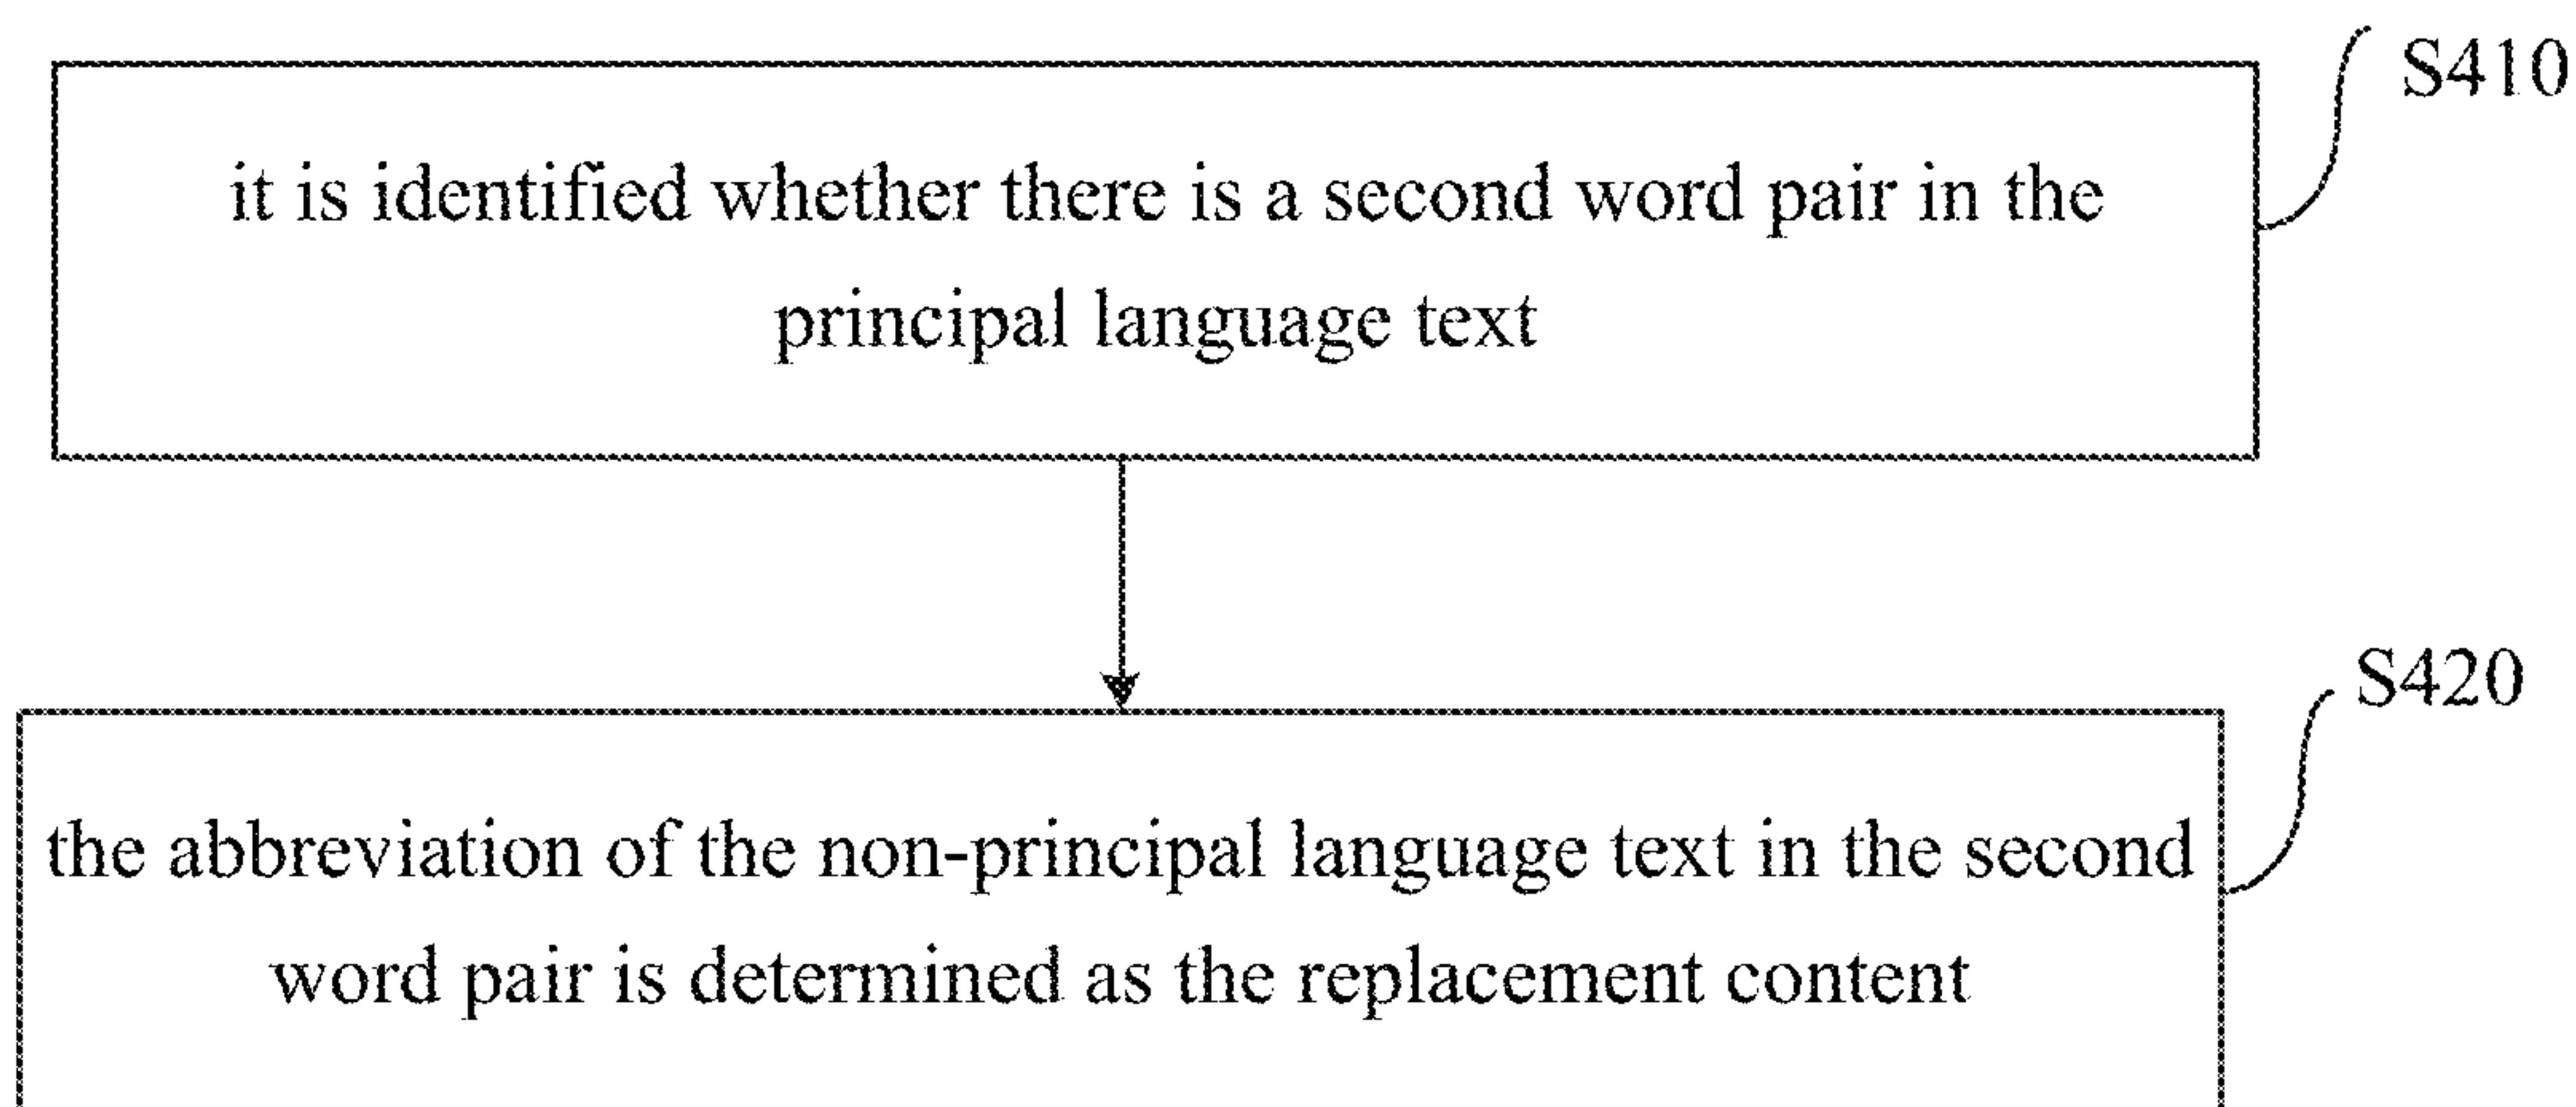 S410
it is identified whether there is a second word pair in the
principal language text
S420
the abbreviation of the non-principal language text in the second
word pair is determined as the replacement content